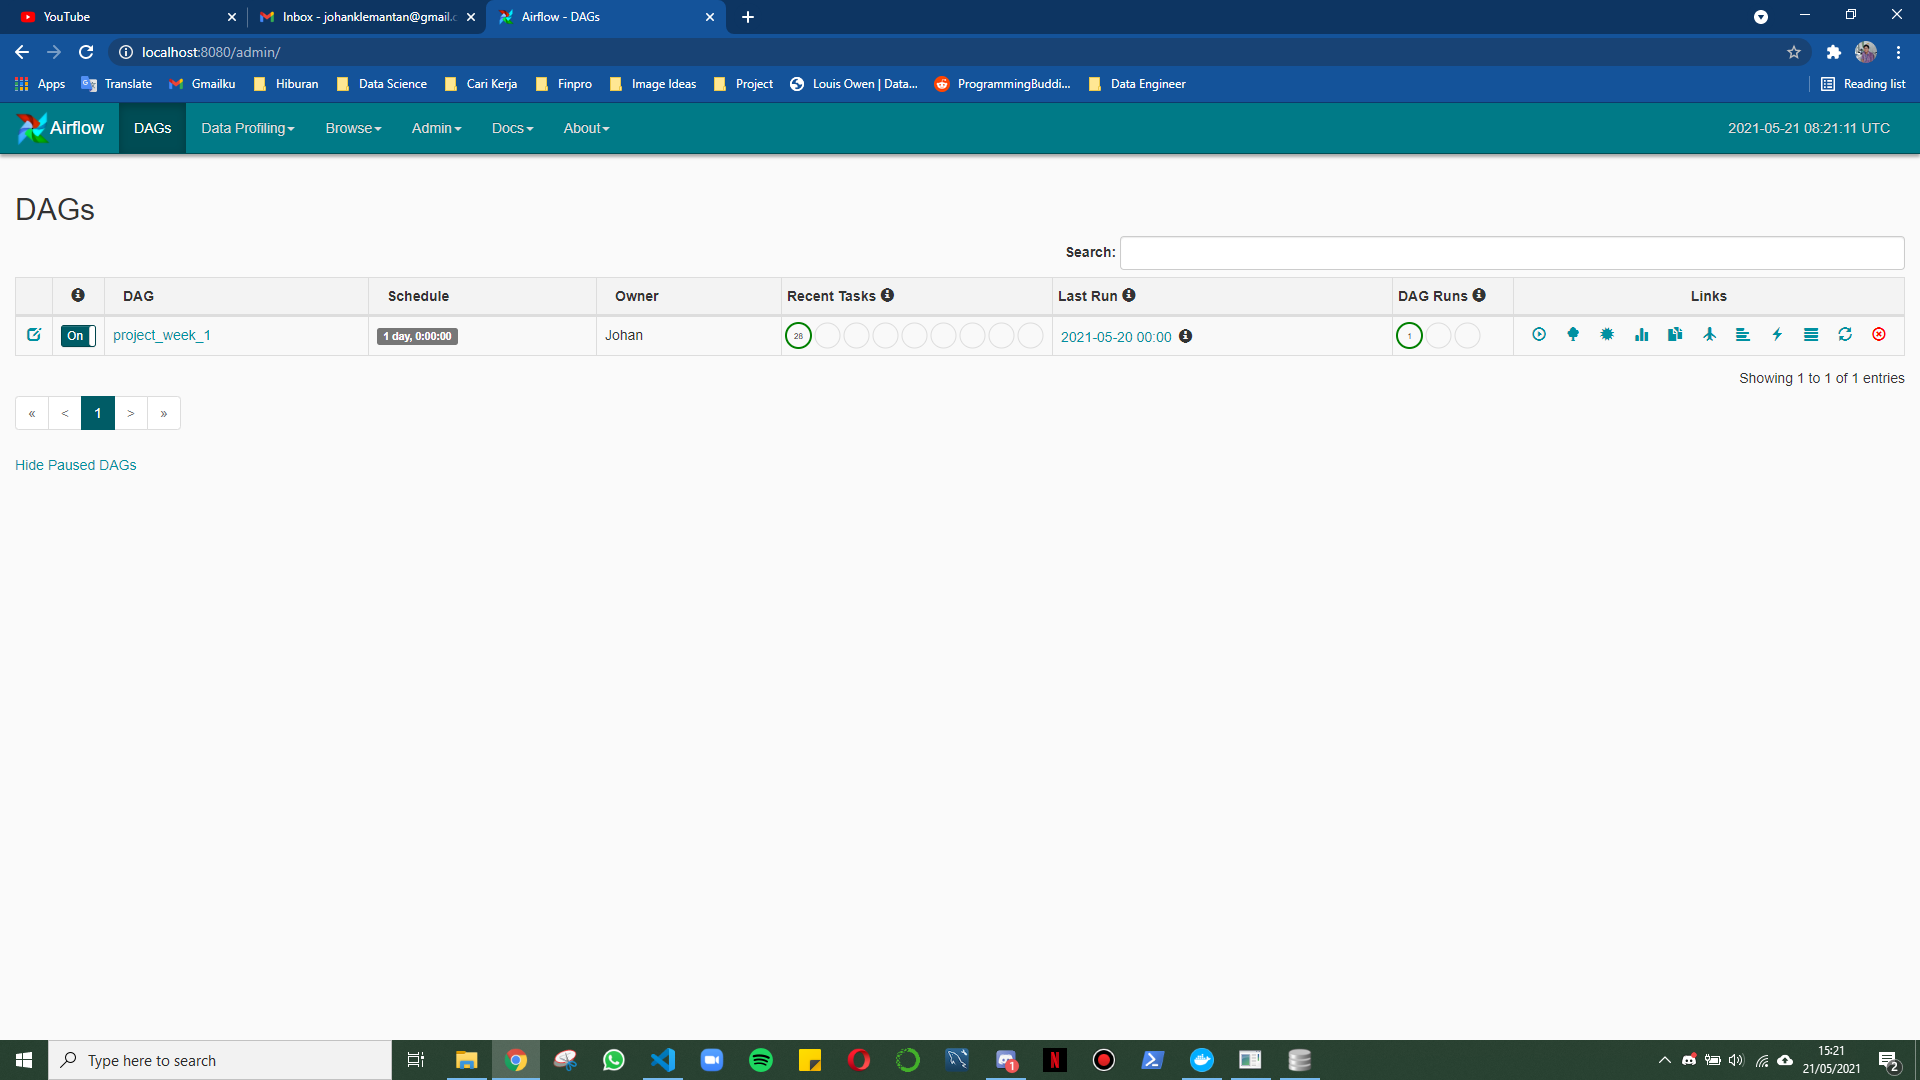 YouTube
Inbox - johanklemantan@gmail.c
Airflow - DAGs
localhost:8080/admin/
Apps
Translate
Gmailku
Hiburan
Data Science
Cari Kerja
Finpro
Image Ideas
Project
Louis Owen | Data...
ProgrammingBuddi...
Data Engineer
Reading list
Airflow
DAGs
Data Profiling
Browse
Admin
Docs
About
2021-05-21 08:21:11 UTC
DAGs
Search:
DAG
Schedule
Owner
Recent Tasks
Last Run
DAG Runs
Links
On
project_week_1
1 day, 0:00:00
Johan
28
2021-05-20 00:00
1
Showing 1 to 1 of 1 entries
« < 1 > »
Hide Paused DAGs
Type here to search
1
15:21
21/05/2021
2